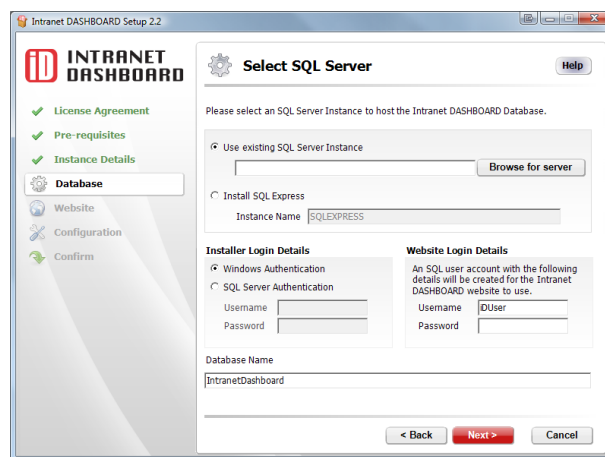 Intranet DASHBOARD Setup 2.2
iD INTRANET
DASHBOARD
License Agreement
Pre-requisites
Instance Details
Database
Website
Configuration
Confirm
Select SQL Server
Help
Please select an SQL Server Instance to host the Intranet DASHBOARD Database.
Use existing SQL Server Instance
Browse for server
Install SQL Express
Instance Name SQLEXPRESS
Installer Login Details
Windows Authentication
SQL Server Authentication
Username
Password
Website Login Details
An SQL user account with the following
details will be created for the Intranet
DASHBOARD website to use.
Username iDUser
Password
Database Name
IntranetDashboard
< Back Next > Cancel